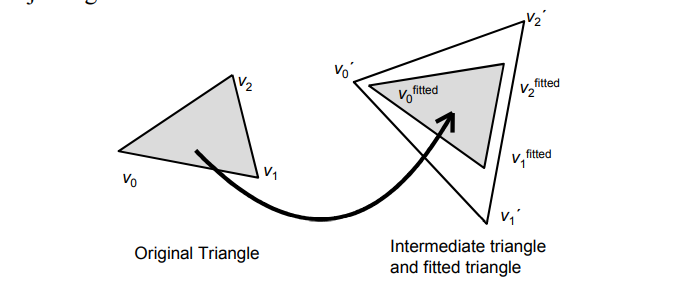 v₂´
v₀´
v₂
v₀ᶠⁱᵗᵗᵉᵈ
v₂ᶠⁱᵗᵗᵉᵈ
v₁ᶠⁱᵗᵗᵉᵈ
v₁
v₀
v₁´
Original Triangle
Intermediate triangle
and fitted triangle